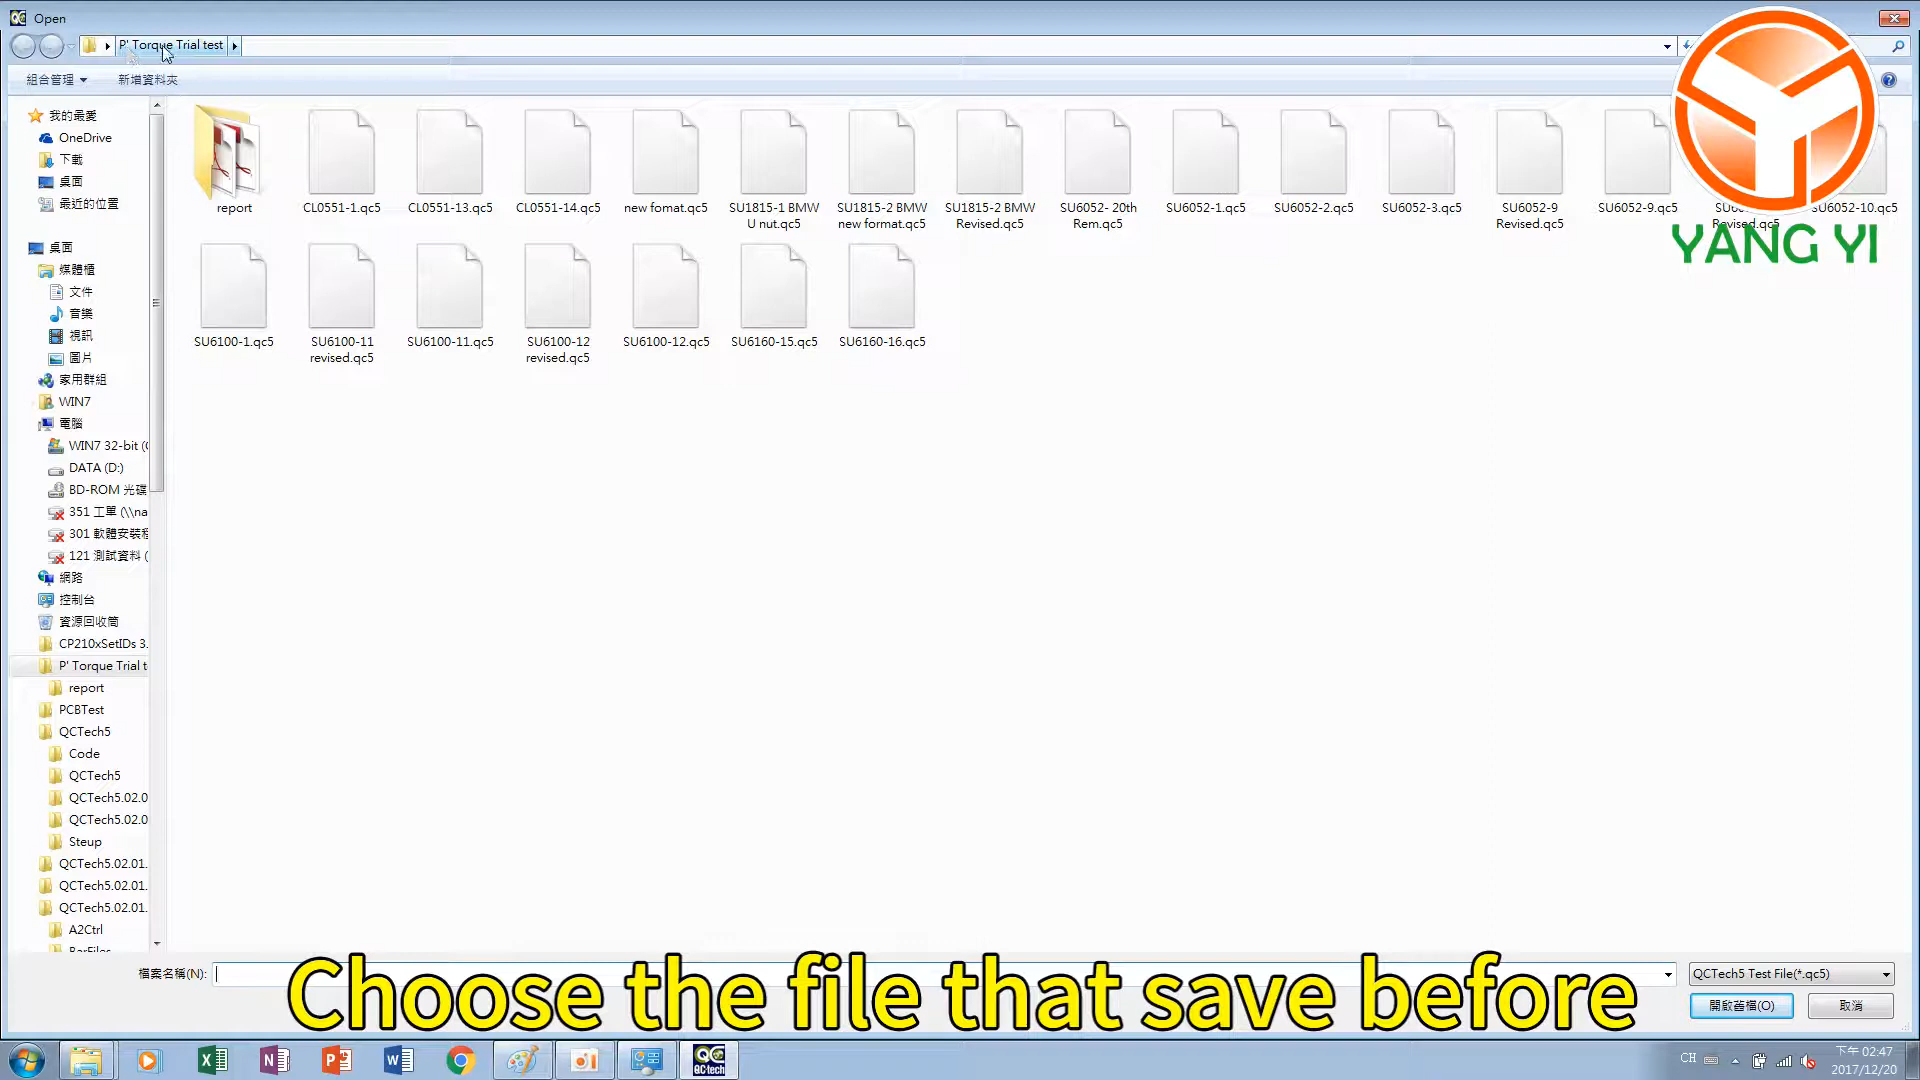 Open
P' Torque Trial test
組合管理
新增資料夾
我的最愛
OneDrive
下載
桌面
最近的位置
桌面
媒體櫃
文件
音樂
視訊
圖片
家用群組
WIN7
電腦
WIN7 32-bit (
DATA (D:)
BD-ROM 光碟
351 工單 (\\na
301 軟體安裝程
121 測試資料 (
網路
控制台
資源回收筒
CP210xSetIDs 3.
P' Torque Trial t
report
PCBTest
QCTech5
Code
QCTech5
QCTech5.02.0
QCTech5.02.0
Steup
QCTech5.02.01.
QCTech5.02.01.
QCTech5.02.01.
A2Ctrl
BarFiles
report
CL0551-1.qc5
CL0551-13.qc5
CL0551-14.qc5
new fomat.qc5
SU1815-1 BMW
U nut.qc5
SU1815-2 BMW
new format.qc5
SU1815-2 BMW
Revised.qc5
SU6052- 20th
Rem.qc5
SU6052-1.qc5
SU6052-2.qc5
SU6052-3.qc5
SU6052-9
Revised.qc5
SU6052-9.qc5
Revised.qc5
SU6052-10.qc5
SU6100-1.qc5
SU6100-11
revised.qc5
SU6100-11.qc5
SU6100-12
revised.qc5
SU6100-12.qc5
SU6160-15.qc5
SU6160-16.qc5
YANG YI
檔案名稱(N):
QCTech5 Test File(*.qc5)
開啟舊檔(O)
取消
Choose the file that save before
QC
QCtech
CH
下午 02:47
2017/12/20